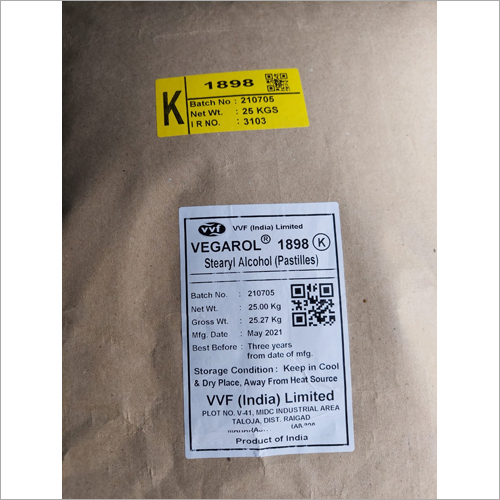 K
1898
Batch No : 210705
Net Wt. : 25 KGS
I R NO. : 3103
vvf VVF (India) Limited
VEGAROL® 1898 K
Stearyl Alcohol (Pastilles)
Batch No. : 210705
Net Wt. : 25.00 Kg
Gross Wt. : 25.27 Kg
Mfg. Date : May 2021
Best Before : Three years
from date of mfg.
Storage Condition : Keep in Cool
& Dry Place, Away From Heat Source
VVF (India) Limited
PLOT NO. V-41, MIDC INDUSTRIAL AREA
TALOJA, DIST. RAIGAD
Product of India